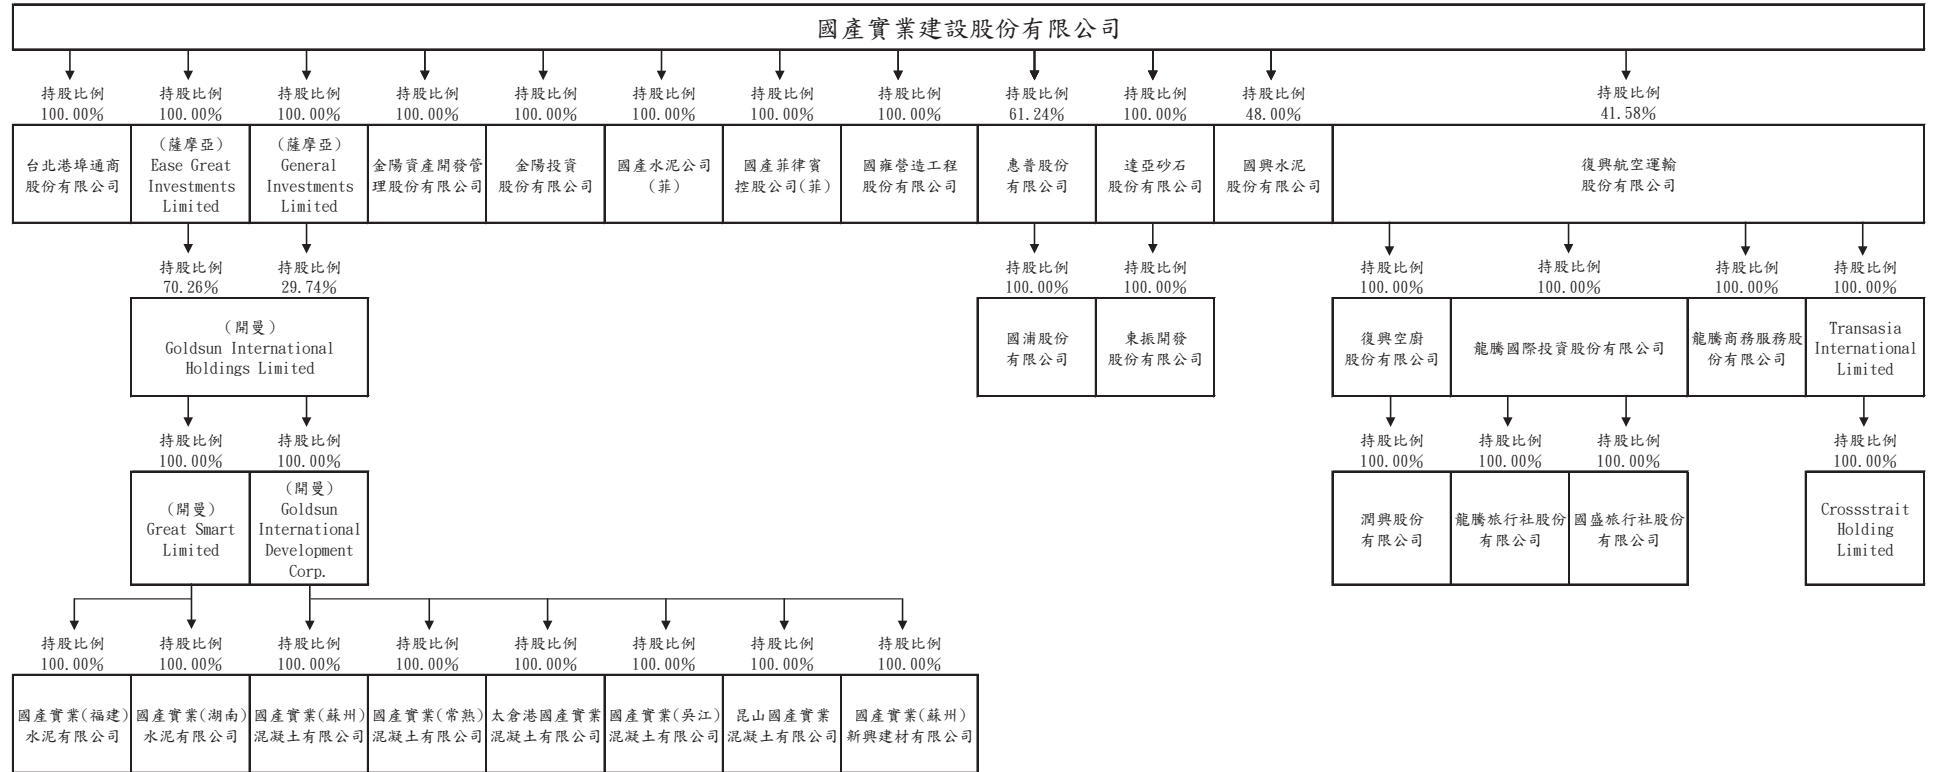 國產實業建設股份有限公司
持股比例
100.00%
持股比例
100.00%
持股比例
100.00%
持股比例
100.00%
持股比例
100.00%
持股比例
100.00%
持股比例
100.00%
持股比例
100.00%
持股比例
61.24%
持股比例
100.00%
持股比例
48.00%
持股比例
41.58%
台北港埠通商
股份有限公司
(薩摩亞)
Ease Great
Investments
Limited
(薩摩亞)
General
Investments
Limited
金陽資產開發管
理股份有限公司
金陽投資
股份有限公司
國產水泥公司
(菲)
國產菲律賓
控股公司(菲)
國雍營造工程
股份有限公司
惠普股份
有限公司
達亞砂石
股份有限公司
國興水泥
股份有限公司
復興航空運輸
股份有限公司
持股比例
70.26%
持股比例
29.74%
持股比例
100.00%
持股比例
100.00%
持股比例
100.00%
持股比例
100.00%
持股比例
100.00%
持股比例
100.00%
(開曼)
Goldsun International
Holdings Limited
國浦股份
有限公司
東振開發
股份有限公司
復興空廚
股份有限公司
龍騰國際投資股份有限公司
龍騰商務服務股
份有限公司
Transasia
International
Limited
持股比例
100.00%
持股比例
100.00%
持股比例
100.00%
持股比例
100.00%
持股比例
100.00%
持股比例
100.00%
(開曼)
Great Smart
Limited
(開曼)
Goldsun
International
Development
Corp.
潤興股份
有限公司
龍騰旅行社股份
有限公司
國盛旅行社股份
有限公司
Crossstrait
Holding
Limited
持股比例
100.00%
持股比例
100.00%
持股比例
100.00%
持股比例
100.00%
持股比例
100.00%
持股比例
100.00%
持股比例
100.00%
持股比例
100.00%
國產實業(福建)
水泥有限公司
國產實業(湖南)
水泥有限公司
國產實業(蘇州)
混凝土有限公司
國產實業(常熟)
混凝土有限公司
太倉港國產實業
混凝土有限公司
國產實業(吳江)
混凝土有限公司
昆山國產實業
混凝土有限公司
國產實業(蘇州)
新興建材有限公司